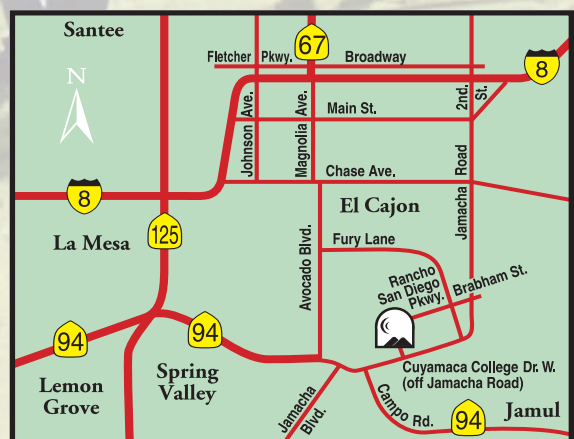 Santee
67
Fletcher Pkwy. Broadway
8
N
Johnson Ave.
Magnolia Ave.
Main St.
2nd. St.
Chase Ave.
8
El Cajon
Jamacha Road
125
La Mesa
Avocado Blvd.
Fury Lane
Rancho
San Diego
Pkwy.
Brabham St.
94
94
Cuyamaca College Dr. W.
(off Jamacha Road)
Spring
Valley
Lemon
Grove
Jamacha
Blvd.
Campo Rd.
94
Jamul